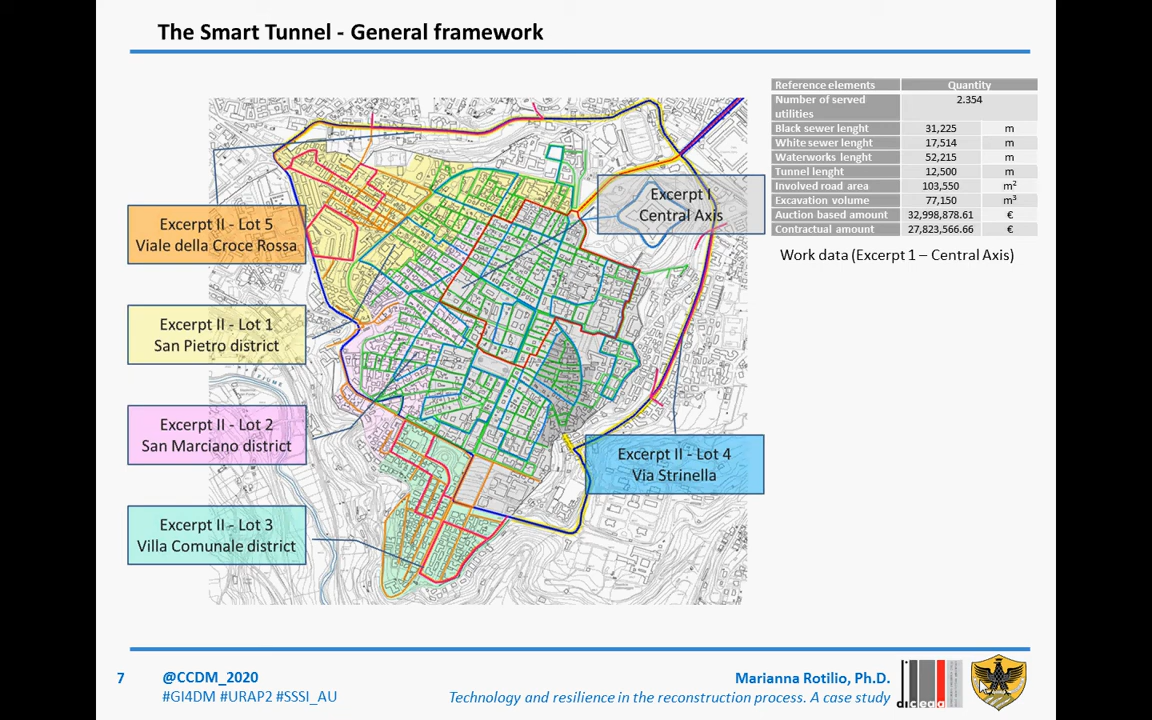 The Smart Tunnel - General framework
Reference elements Quantity
Number of served utilities 2.354
Black sewer lenght 31,225 m
White sewer lenght 17,514 m
Waterworks lenght 52,215 m
Tunnel lenght 12,500 m
Involved road area 103,550 m²
Excavation volume 77,150 m³
Auction based amount 32,998,878.61 €
Contractual amount 27,823,566.66 €
Work data (Excerpt 1 – Central Axis)
Excerpt I
Central Axis
Excerpt II - Lot 5
Viale della Croce Rossa
Excerpt II - Lot 1
San Pietro district
Excerpt II - Lot 2
San Marciano district
Excerpt II - Lot 3
Villa Comunale district
Excerpt II - Lot 4
Via Strinella
FIUME
7
@CCDM_2020
#GI4DM #URAP2 #SSSI_AU
Marianna Rotilio, Ph.D.
Technology and resilience in the reconstruction process. A case study
diceaa